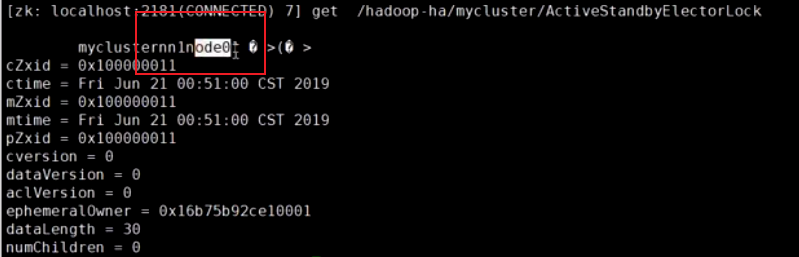 [zk: localhost:2181(CONNECTED) 7] get  /hadoop-ha/mycluster/ActiveStandbyElectorLock
myclusternn1node0 � >(� >
cZxid = 0x100000011
ctime = Fri Jun 21 00:51:00 CST 2019
mZxid = 0x100000011
mtime = Fri Jun 21 00:51:00 CST 2019
pZxid = 0x100000011
cversion = 0
dataVersion = 0
aclVersion = 0
ephemeralOwner = 0x16b75b92ce10001
dataLength = 30
numChildren = 0